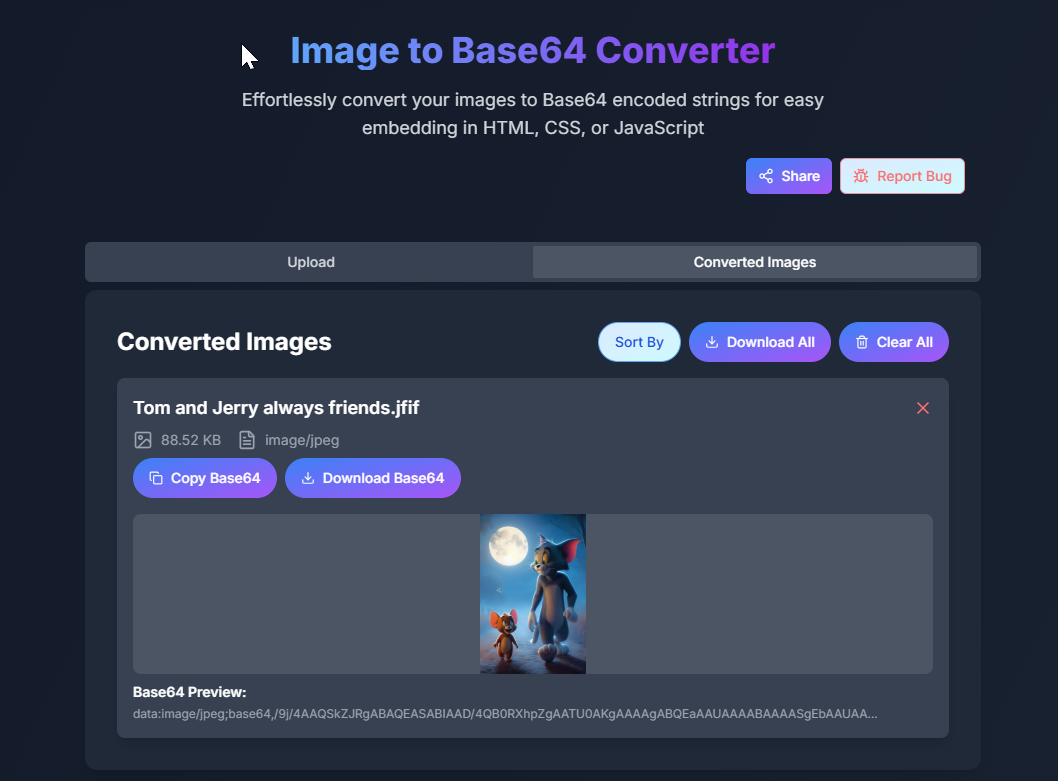 Image to Base64 Converter
Effortlessly convert your images to Base64 encoded strings for easy
embedding in HTML, CSS, or JavaScript
Share
Report Bug
Upload
Converted Images
Converted Images
Sort By
Download All
Clear All
Tom and Jerry always friends.jfif
88.52 KB
image/jpeg
Copy Base64
Download Base64
Base64 Preview:
data:image/jpeg;base64,/9j/4AAQSkZJRgABAQEASABIAAD/4QB0RXhpZgAATU0AKgAAAAgABQEaAAUAAAABAAAASgEbAAUAA...